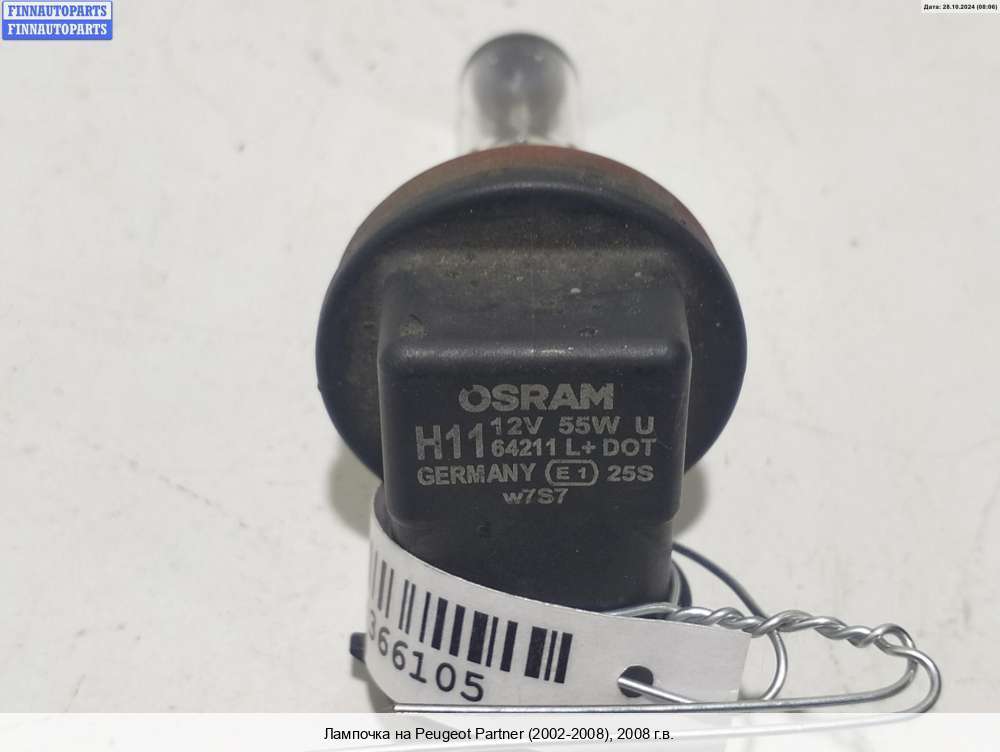 FINNAUTOPARTS
FINNAUTOPARTS
Дата: 28.10.2024 (08:06)
OSRAM
12V 55W U
H11 64211 L+ DOT
GERMANY E1 25S
w7S7
366105
Лампочка на Peugeot Partner (2002-2008), 2008 г.в.